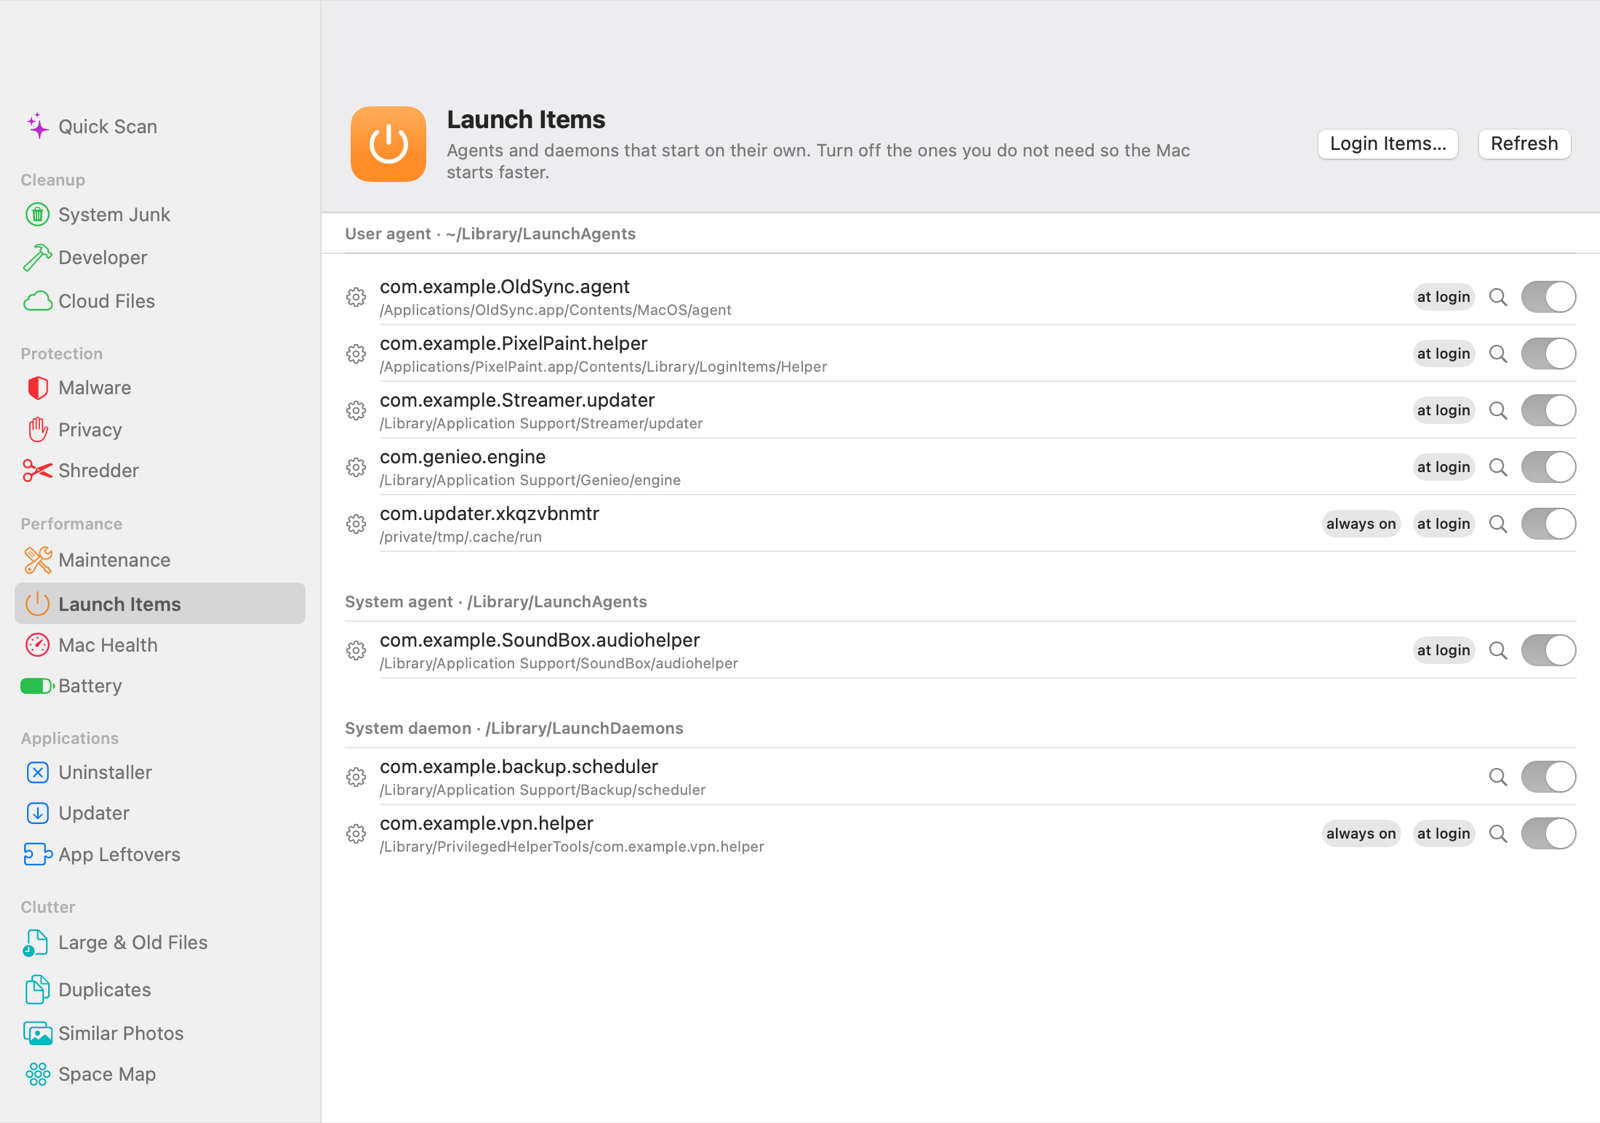 Quick Scan
Cleanup
System Junk
Developer
Cloud Files
Protection
Malware
Privacy
Shredder
Performance
Maintenance
Launch Items
Mac Health
Battery
Applications
Uninstaller
Updater
App Leftovers
Clutter
Large & Old Files
Duplicates
Similar Photos
Space Map
Launch Items
Agents and daemons that start on their own. Turn off the ones you do not need so the Mac
starts faster.
Login Items...
Refresh
User agent · ~/Library/LaunchAgents
com.example.OldSync.agent
/Applications/OldSync.app/Contents/MacOS/agent
at login
com.example.PixelPaint.helper
/Applications/PixelPaint.app/Contents/Library/LoginItems/Helper
at login
com.example.Streamer.updater
/Library/Application Support/Streamer/updater
at login
com.genieo.engine
/Library/Application Support/Genieo/engine
at login
com.updater.xkqzvbnmtr
/private/tmp/.cache/run
always on at login
System agent · /Library/LaunchAgents
com.example.SoundBox.audiohelper
/Library/Application Support/SoundBox/audiohelper
at login
System daemon · /Library/LaunchDaemons
com.example.backup.scheduler
/Library/Application Support/Backup/scheduler
com.example.vpn.helper
/Library/PrivilegedHelperTools/com.example.vpn.helper
always on at login